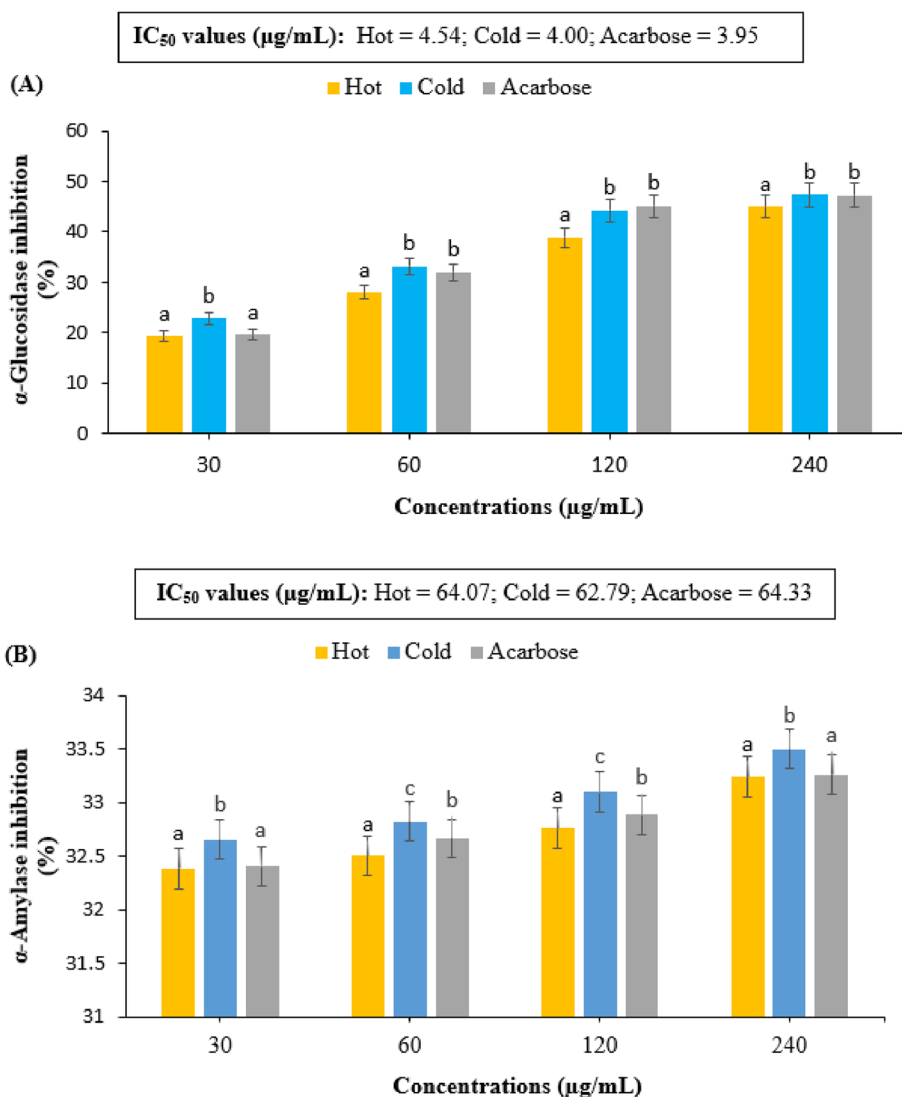 IC50 values (µg/mL): Hot = 4.54; Cold = 4.00; Acarbose = 3.95
(A)
Hot Cold Acarbose
α-Glucosidase inhibition
(%)
60
50
40
30
20
10
0
a b a
a b b
a b b
a b b
30 60 120 240
Concentrations (µg/mL)
IC50 values (µg/mL): Hot = 64.07; Cold = 62.79; Acarbose = 64.33
(B)
Hot Cold Acarbose
α-Amylase inhibition
(%)
34
33.5
33
32.5
32
31.5
31
a b a
a c b
a c b
a b a
30 60 120 240
Concentrations (µg/mL)